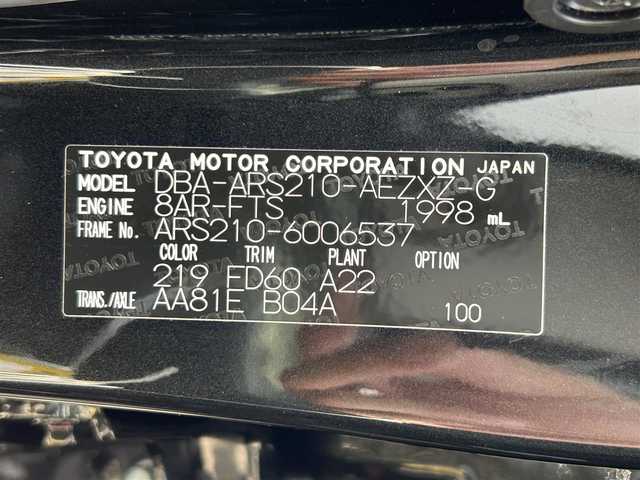 TOYOTA MOTOR CORPORATION JAPAN
MODEL DBA-ARS210-AEZXZ-G
ENGINE 8AR-FTS 1998 mL
FRAME No. ARS210-6006537
COLOR TRIM PLANT OPTION
219 FD60 A22
TRANS./AXLE AA81E B04A 100